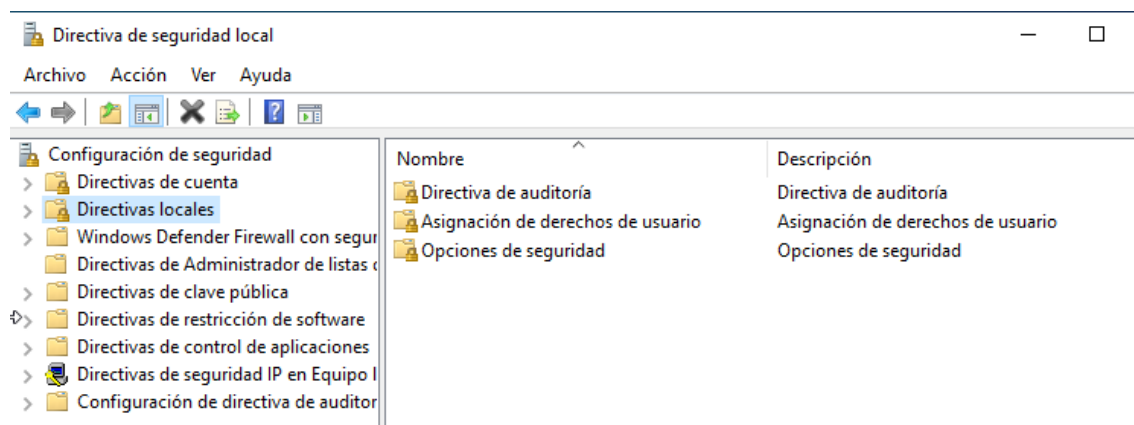 Directiva de seguridad local
Archivo Acción Ver Ayuda
Configuración de seguridad
Directivas de cuenta
Directivas locales
Windows Defender Firewall con segur
Directivas de Administrador de listas
Directivas de clave pública
Directivas de restricción de software
Directivas de control de aplicaciones
Directivas de seguridad IP en Equipo l
Configuración de directiva de auditor
Nombre Descripción
Directiva de auditoría Directiva de auditoría
Asignación de derechos de usuario Asignación de derechos de usuario
Opciones de seguridad Opciones de seguridad